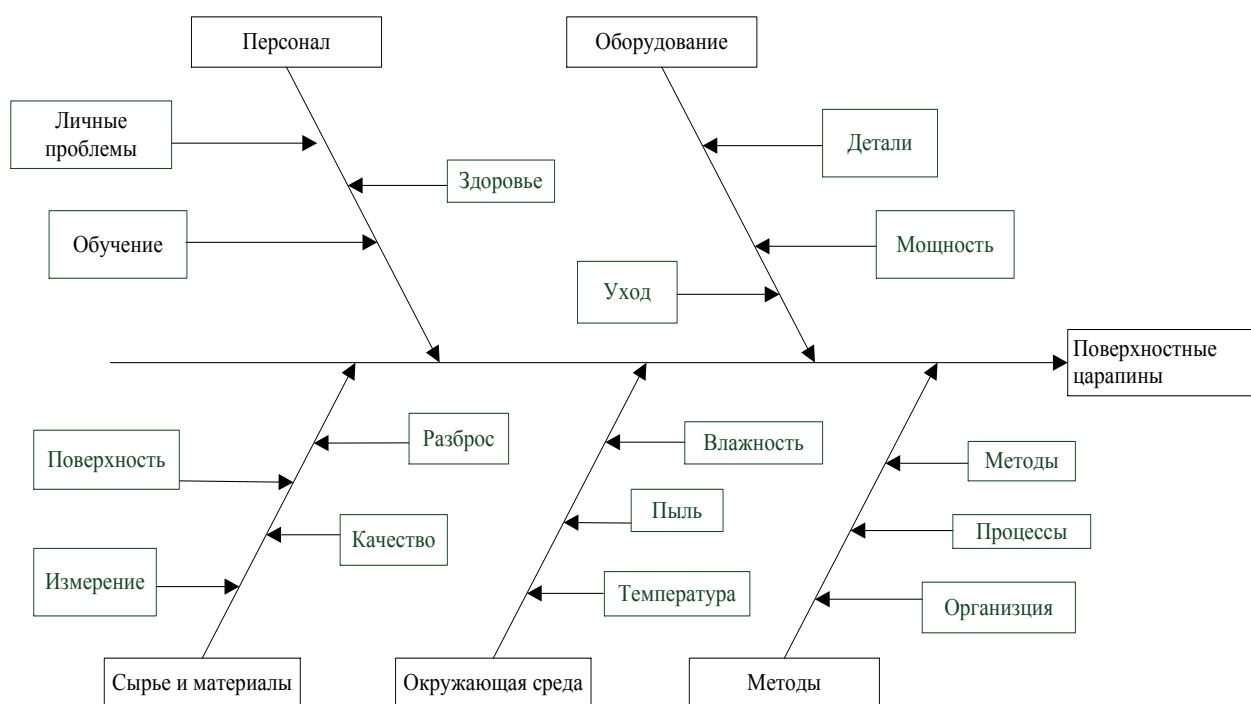 Персонал
Оборудование
Личные
проблемы
Детали
Здоровье
Обучение
Мощность
Уход
Поверхностные
царапины
Разброс
Влажность
Поверхность
Методы
Пыль
Качество
Процессы
Измерение
Температура
Организция
Сырье и материалы
Окружающая среда
Методы